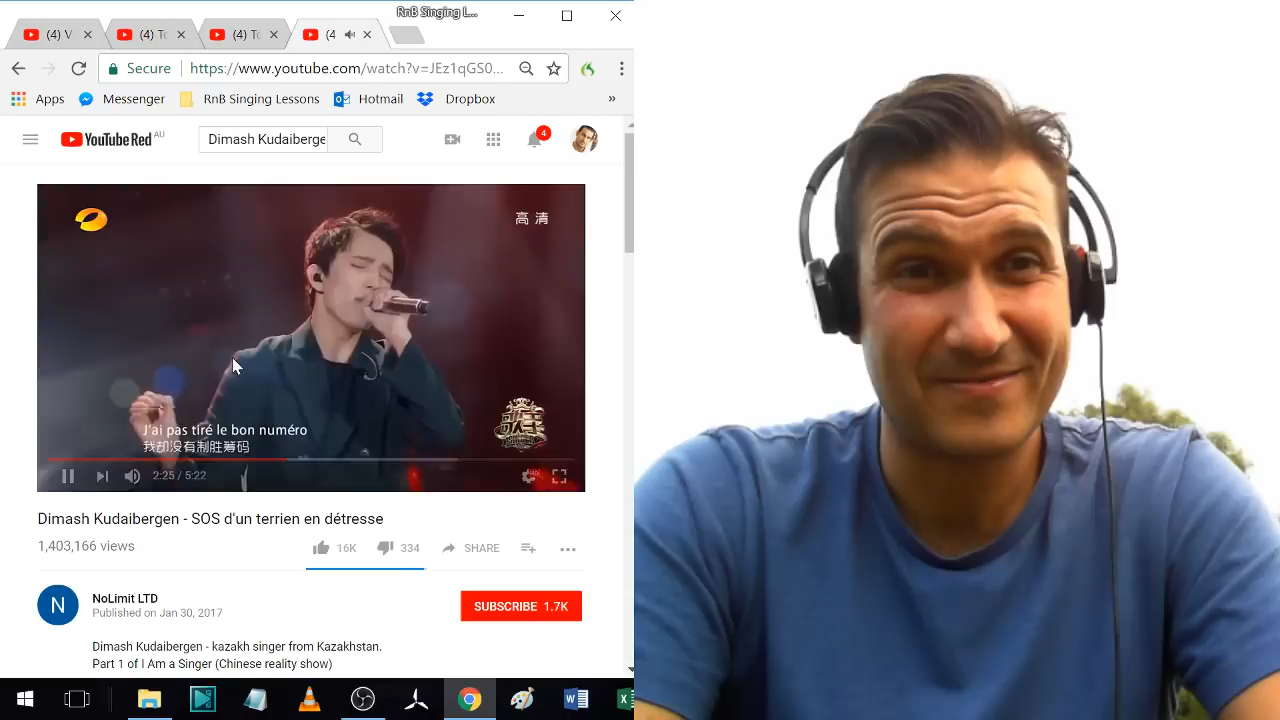 RnB Singing L...
(4) V
(4) To
(4) To
(4
Secure
https://www.youtube.com/watch?v=JEz1qGS0...
Apps
Messenger
RnB Singing Lessons
Hotmail
Dropbox
»
YouTube Red AU
Dimash Kudaiberge
4
高清
J'ai pas tiré le bon numéro
我却没有制胜筹码
歌手
2:25 / 5:22
HD
Dimash Kudaibergen - SOS d'un terrien en détresse
1,403,166 views
16K
334
SHARE
N
NoLimit LTD
Published on Jan 30, 2017
SUBSCRIBE 1.7K
Dimash Kudaibergen - kazakh singer from Kazakhstan.
Part 1 of I Am a Singer (Chinese reality show)